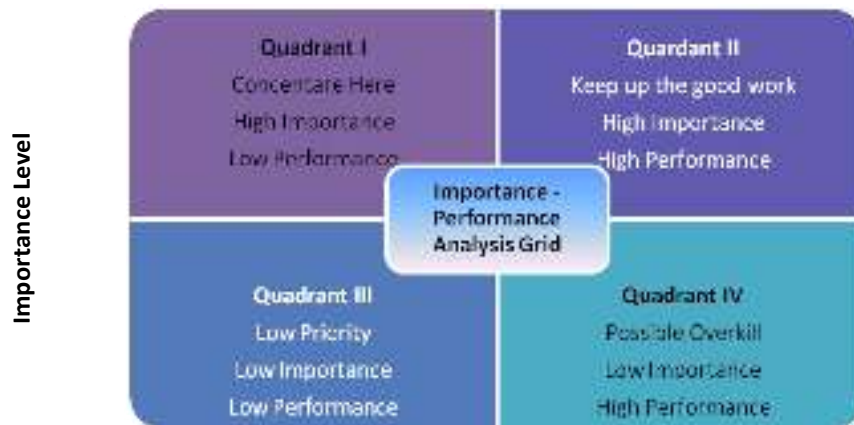 Importance Level
Quadrant I
Concentare Here
High Importance
Low Performance
Quardant II
Keep up the good work
High Importance
High Performance
Importance -
Performance
Analysis Grid
Quadrant III
Low Priority
Low Importance
Low Performance
Quadrant IV
Possible Overkill
Low Importance
High Performance